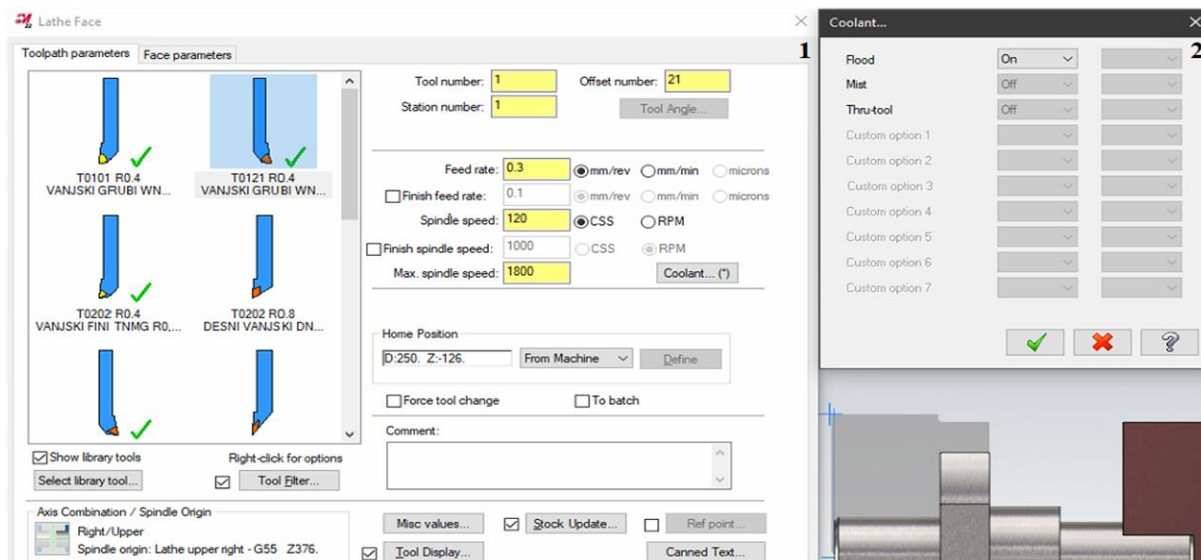 Lathe Face
Toolpath parameters Face parameters
1
T0101 R0.4
VANJSKI GRUBI WN...
T0121 R0.4
VANJSKI GRUBI WN...
T0202 R0.4
VANJSKI FINI TNMG R0,...
T0202 R0.8
DESNI VANJSKI DN...
Show library tools
Right-click for options
Select library tool...
Tool Filter...
Axis Combination / Spindle Origin
Right/Upper
Spindle origin: Lathe upper right - G55 Z376.
Tool number: 1 Offset number: 21
Station number: 1 Tool Angle...
Feed rate: 0.3 mm/rev mm/min microns
Finish feed rate: 0.1 mm/rev mm/min microns
Spindle speed: 120 CSS RPM
Finish spindle speed: 1000 CSS RPM
Max. spindle speed: 1800 Coolant... (*)
Home Position
D:250. Z:-126. From Machine Define
Force tool change To batch
Comment:
Misc values... Stock Update... Ref point...
Tool Display... Canned Text...
Coolant...
2
Flood On
Mist Off
Thru-tool Off
Custom option 1
Custom option 2
Custom option 3
Custom option 4
Custom option 5
Custom option 6
Custom option 7